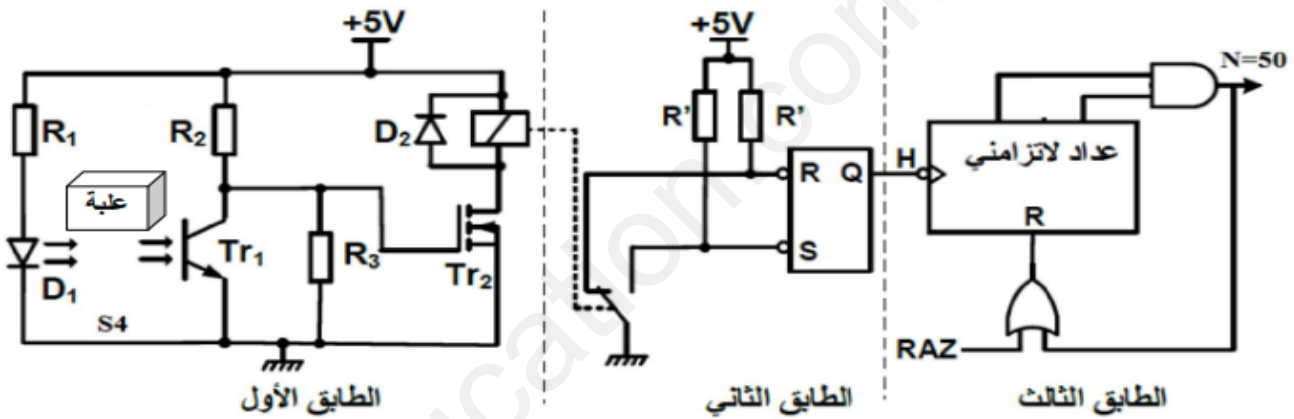 +5V
+5V
N=50
R₁
R₂
D₂
R'
R'
علبة
D₁
S4
Tr₁
R₃
Tr₂
R Q
S
H
عداد لاتزامني
R
RAZ
الطابق الأول
الطابق الثاني
الطابق الثالث